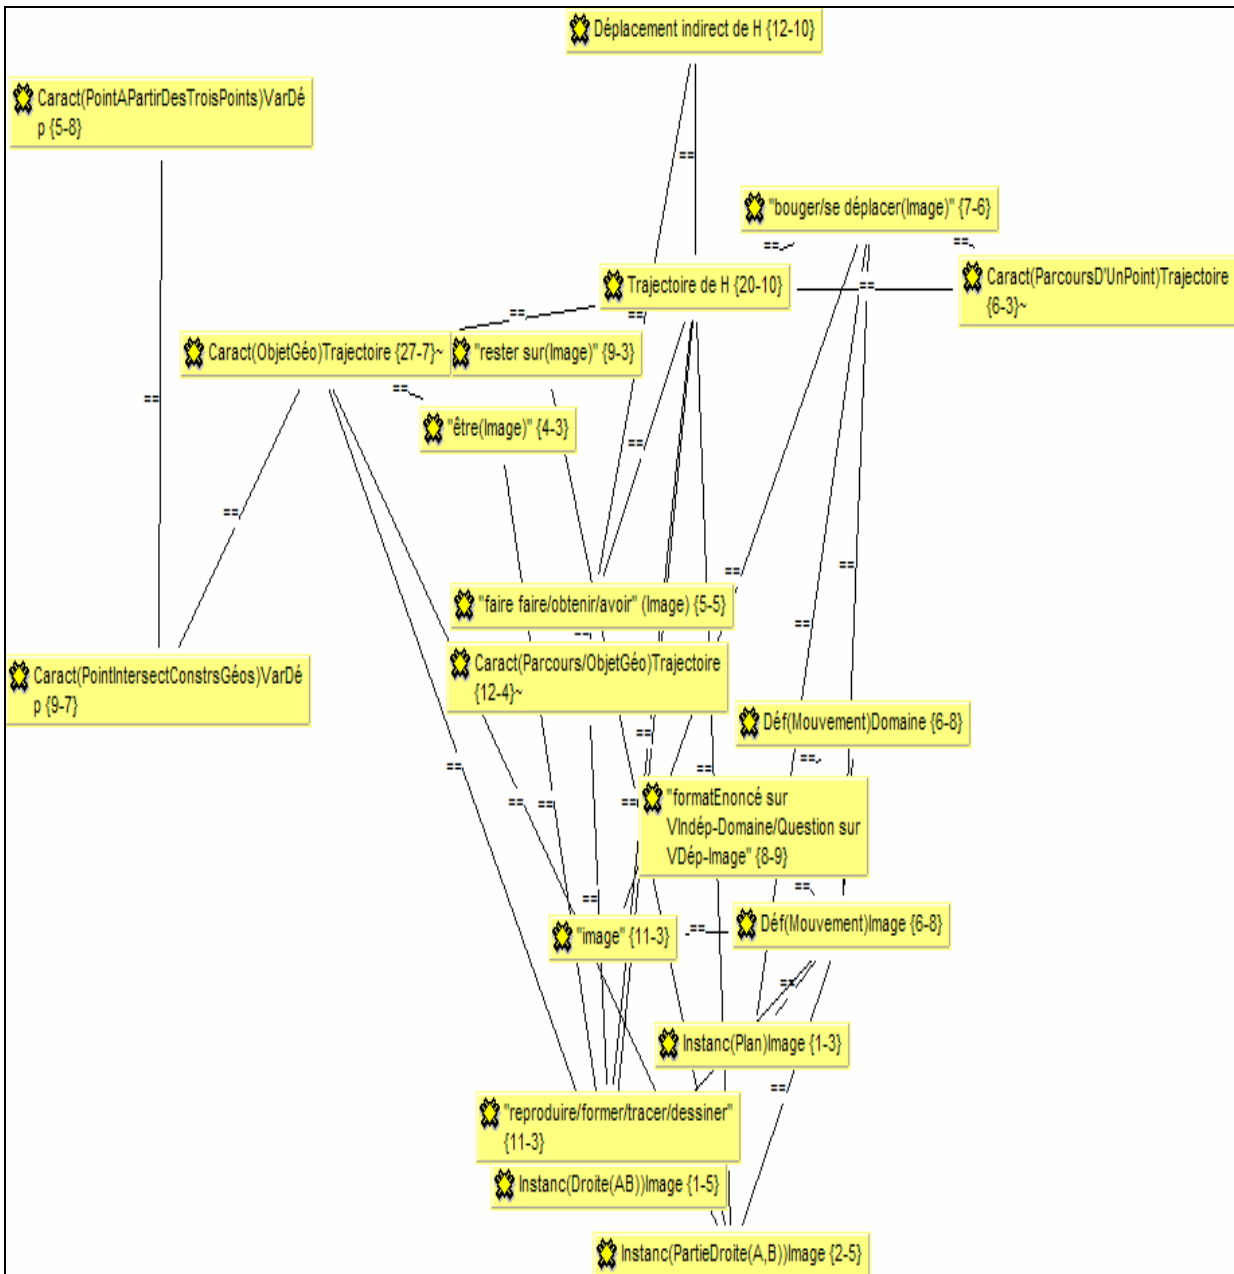 Déplacement indirect de H {12-10}
Caract(PointAPartirDesTroisPoints)VarDé
p {5-8}
==
"bouger/se déplacer(Image)" {7-6}
==
==
Caract(ParcoursD'UnPoint)Trajectoire
{6-3}~
Trajectoire de H {20-10}
==
==
==
Caract(ObjetGéo)Trajectoire {27-7}~
"rester sur(Image)" {9-3}
==
==
"être(Image)" {4-3}
==
==
==
==
"faire faire/obtenir/avoir" (Image) {5-5}
==
==
Caract(Parcours/ObjetGéo)Trajectoire
{12-4}~
Caract(PointIntersectConstrsGéos)VarDé
p {9-7}
Déf(Mouvement)Domaine {6-8}
==
==
==
==
"formatEnoncé sur
VIndép-Domaine/Question sur
VDép-Image" {8-9}
==
==
==
==
==
Déf(Mouvement)Image {6-8}
"image" {11-3}
==
==
Instanc(Plan)Image {1-3}
==
"reproduire/former/tracer/dessiner"
{11-3}
Instanc(Droite(AB))Image {1-5}
Instanc(PartieDroite(A,B))Image {2-5}